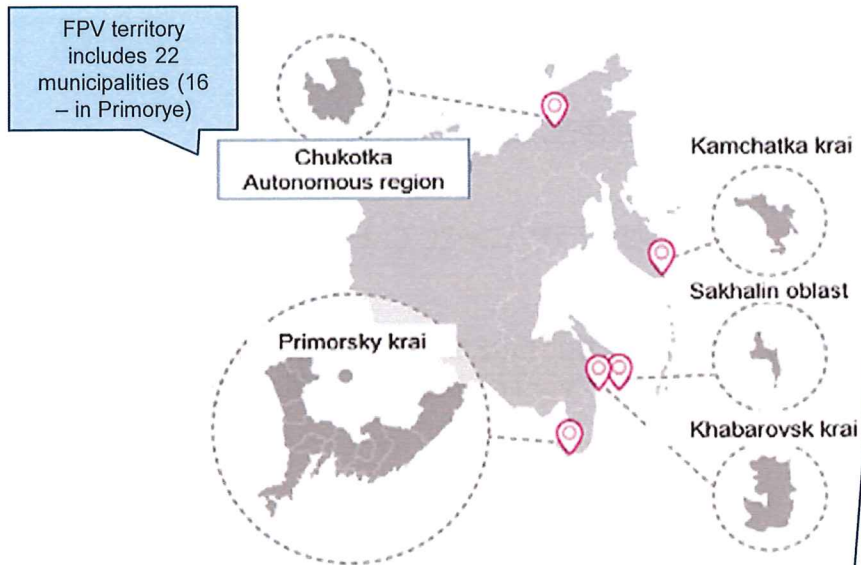 FPV territory
includes 22
municipalities (16
– in Primorye)
Chukotka
Autonomous region
Kamchatka krai
Sakhalin oblast
Primorsky krai
Khabarovsk krai